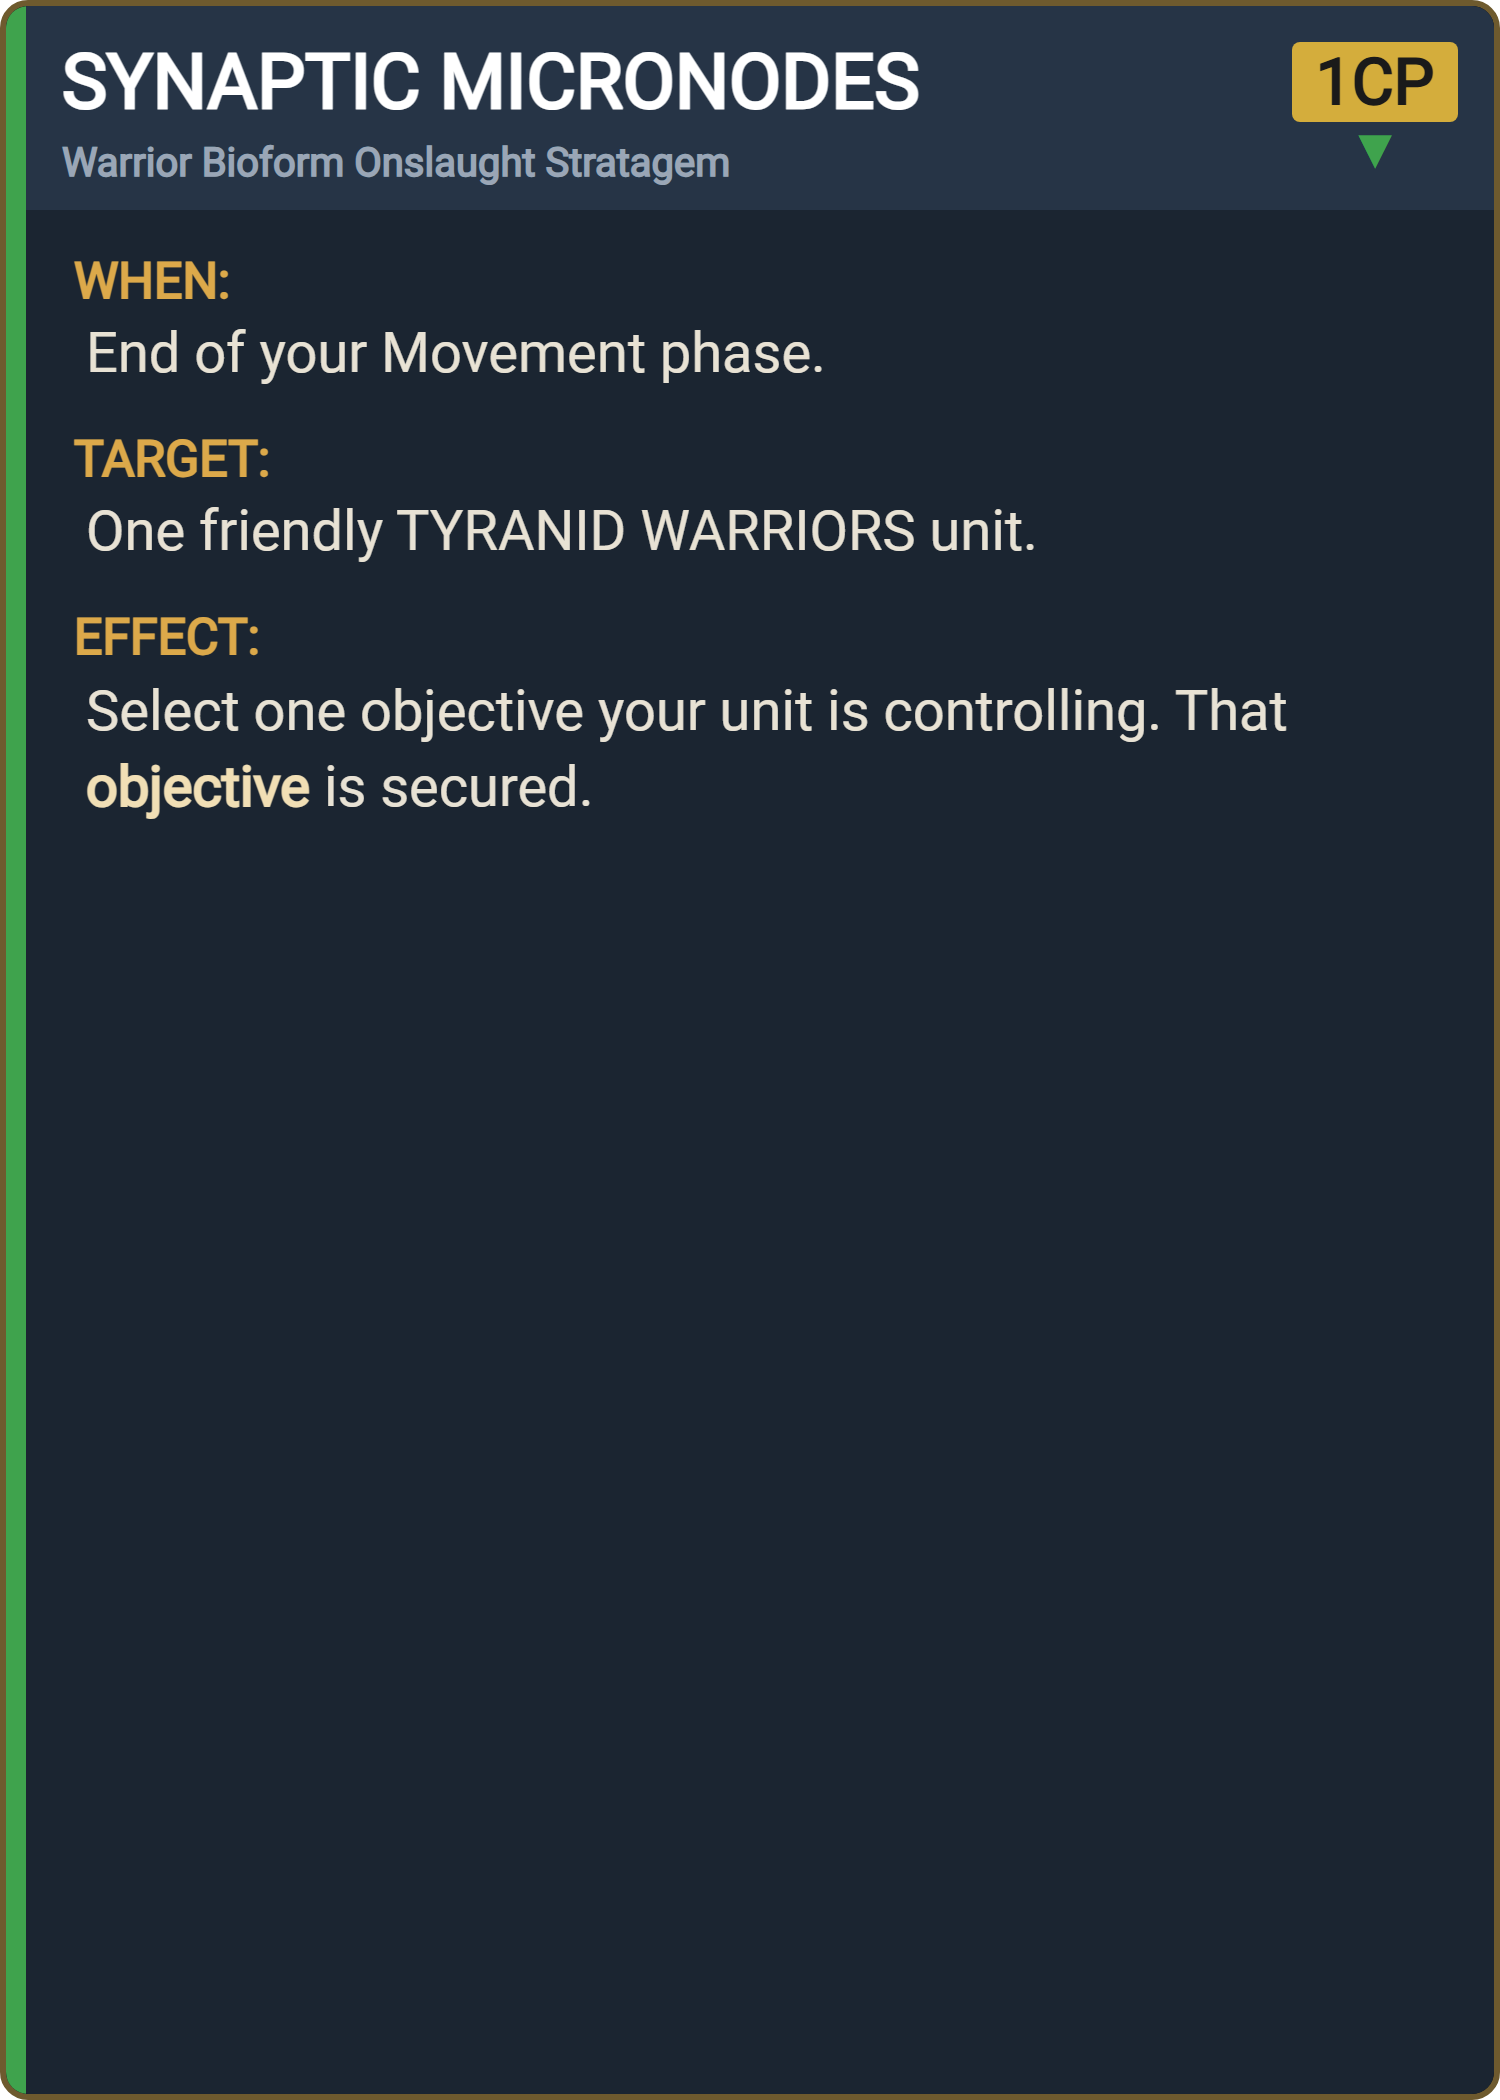 SYNAPTIC MICRONODES
1CP
Warrior Bioform Onslaught Stratagem
WHEN:
End of your Movement phase.
TARGET:
One friendly TYRANID WARRIORS unit.
EFFECT:
Select one objective your unit is controlling. That
objective is secured.